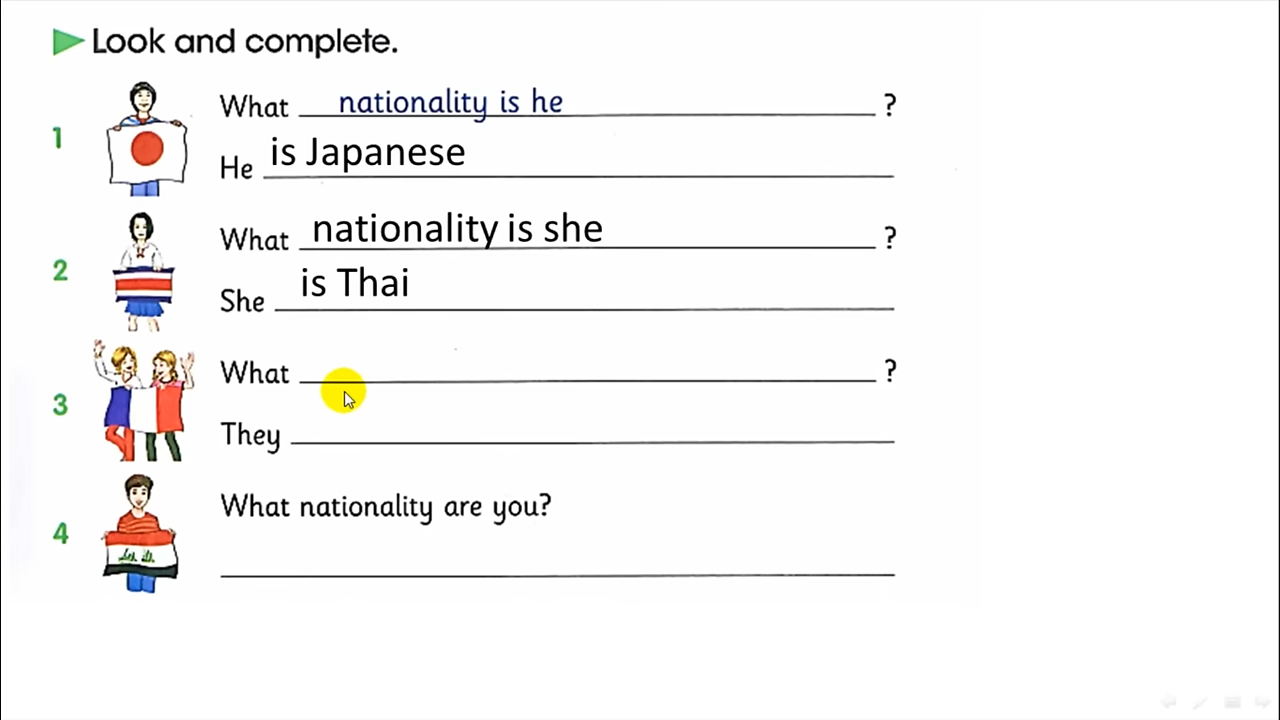 Look and complete.
1
What nationality is he ?
He is Japanese
2
What nationality is she ?
She is Thai
3
What ?
They
4
What nationality are you?